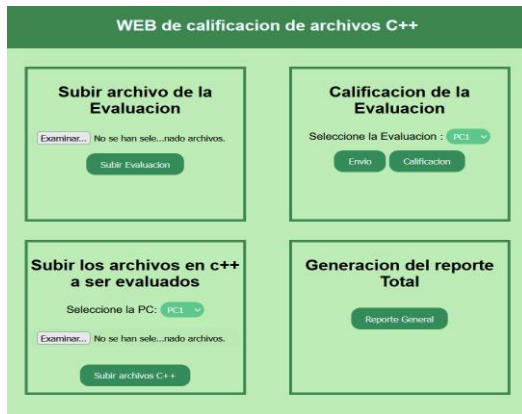 WEB de calificacion de archivos C++
Subir archivo de la
Evaluacion
Examinar... No se han sele...nado archivos.
Subir Evaluacion
Calificacion de la
Evaluacion
Seleccione la Evaluacion : PC1
Envio Calificacion
Subir los archivos en c++
a ser evaluados
Seleccione la PC: PC1
Examinar... No se han sele...nado archivos.
Subir archivos C++
Generacion del reporte
Total
Reporte General